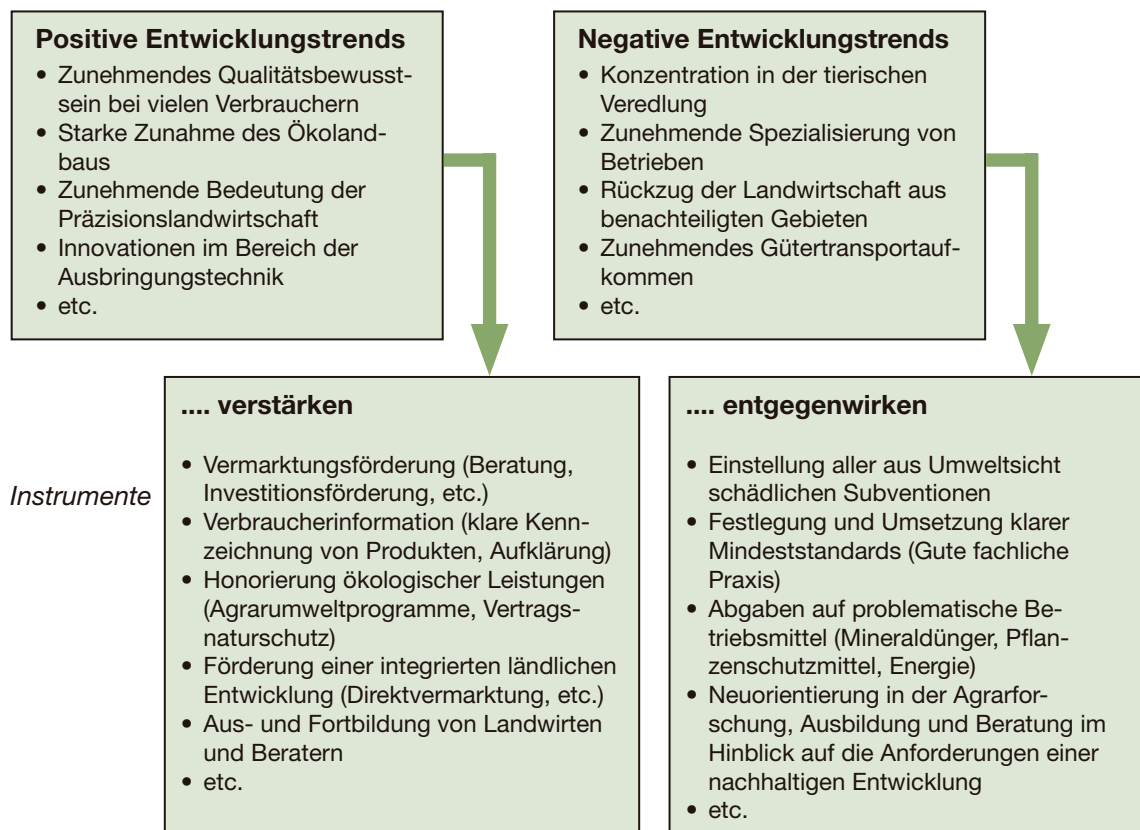 Positive Entwicklungstrends
• Zunehmendes Qualitätsbewusst-
sein bei vielen Verbrauchern
• Starke Zunahme des Ökoland-
baus
• Zunehmende Bedeutung der
Präzisionslandwirtschaft
• Innovationen im Bereich der
Ausbringungstechnik
• etc.
Negative Entwicklungstrends
• Konzentration in der tierischen
Veredlung
• Zunehmende Spezialisierung von
Betrieben
• Rückzug der Landwirtschaft aus
benachteiligten Gebieten
• Zunehmendes Gütertransportauf-
kommen
• etc.
Instrumente
.... verstärken
• Vermarktungsförderung (Beratung,
Investitionsförderung, etc.)
• Verbraucherinformation (klare Kenn-
zeichnung von Produkten, Aufklärung)
• Honorierung ökologischer Leistungen
(Agrarumweltprogramme, Vertrags-
naturschutz)
• Förderung einer integrierten ländlichen
Entwicklung (Direktvermarktung, etc.)
• Aus- und Fortbildung von Landwirten
und Beratern
• etc.
.... entgegenwirken
• Einstellung aller aus Umweltsicht
schädlichen Subventionen
• Festlegung und Umsetzung klarer
Mindeststandards (Gute fachliche
Praxis)
• Abgaben auf problematische Be-
triebsmittel (Mineraldünger, Pflan-
zenschutzmittel, Energie)
• Neuorientierung in der Agrarfor-
schung, Ausbildung und Beratung im
Hinblick auf die Anforderungen einer
nachhaltigen Entwicklung
• etc.